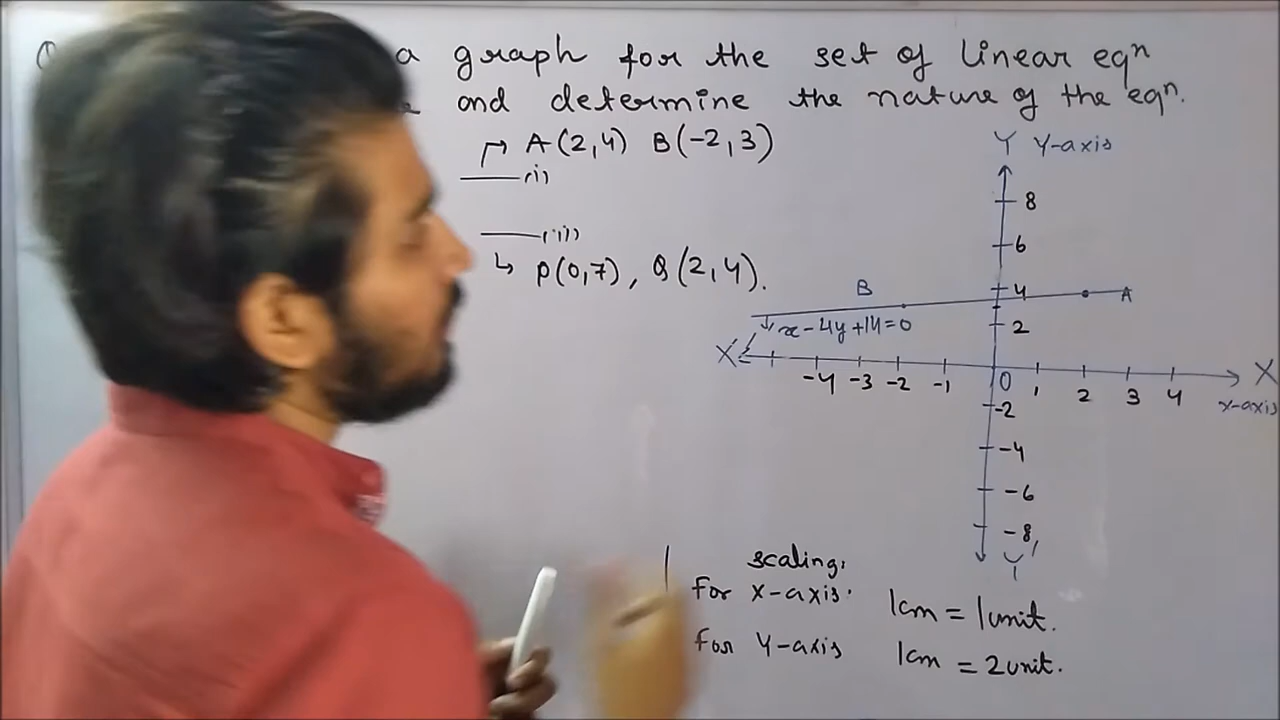 a graph for the set of linear eqⁿ
and determine the nature of the eqⁿ.
A(2,4) B(-2,3)
(i)
(ii)
P(0,7), Q(2,4).
Y Y-axis
8
6
4
2
B
A
x-4y+14=0
X'
-4 -3 -2 -1 0 1 2 3 4
X
x-axis
-2
-4
-6
-8
Y'
scaling.
For x-axis. 1cm = 1unit.
For Y-axis 1cm = 2unit.